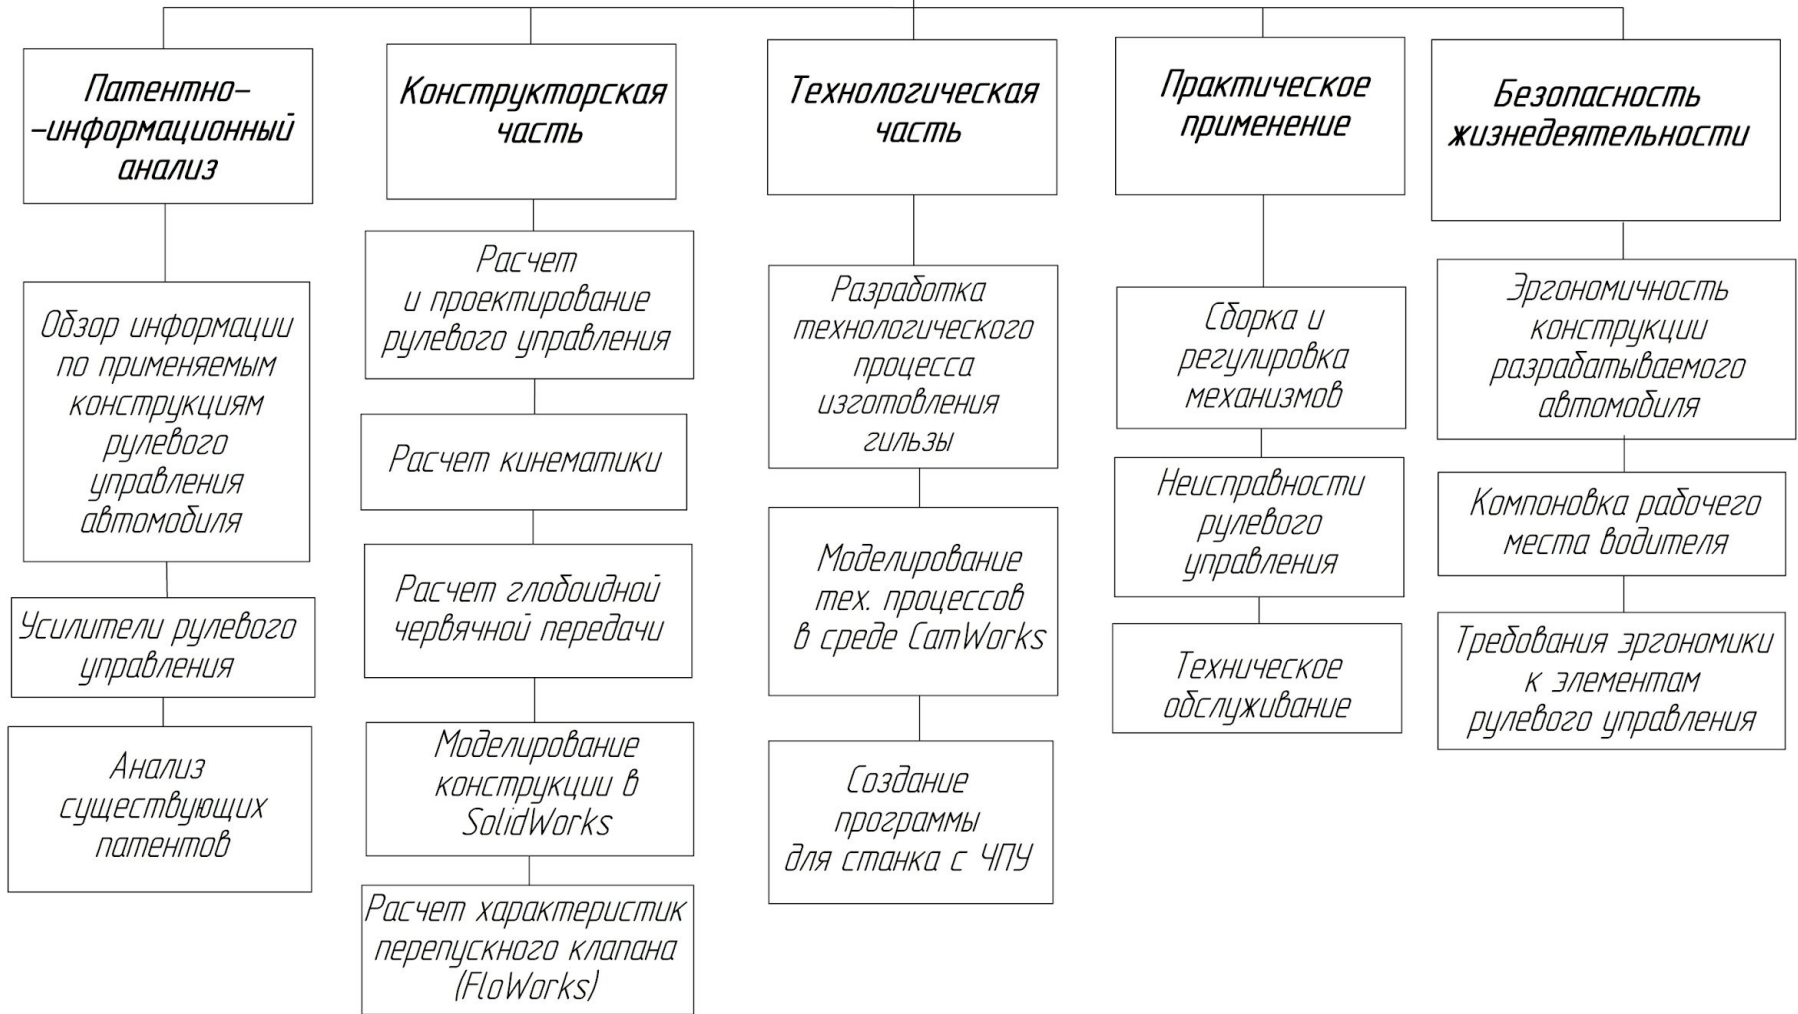 Патентно–
–информационный
анализ
Обзор информации
по применяемым
конструкциям
рулевого
управления
автомобиля
Усилители рулевого
управления
Анализ
существующих
патентов
Конструкторская
часть
Расчет
и проектирование
рулевого управления
Расчет кинематики
Расчет глобоидной
червячной передачи
Моделирование
конструкции в
SolidWorks
Расчет характеристик
перепускного клапана
(FloWorks)
Технологическая
часть
Разработка
технологического
процесса
изготовления
гильзы
Моделирование
тех. процессов
в среде CamWorks
Создание
программы
для станка с ЧПУ
Практическое
применение
Сборка и
регулировка
механизмов
Неисправности
рулевого
управления
Техническое
обслуживание
Безопасность
жизнедеятельности
Эргономичность
конструкции
разрабатываемого
автомобиля
Компоновка рабочего
места водителя
Требования эргономики
к элементам
рулевого управления